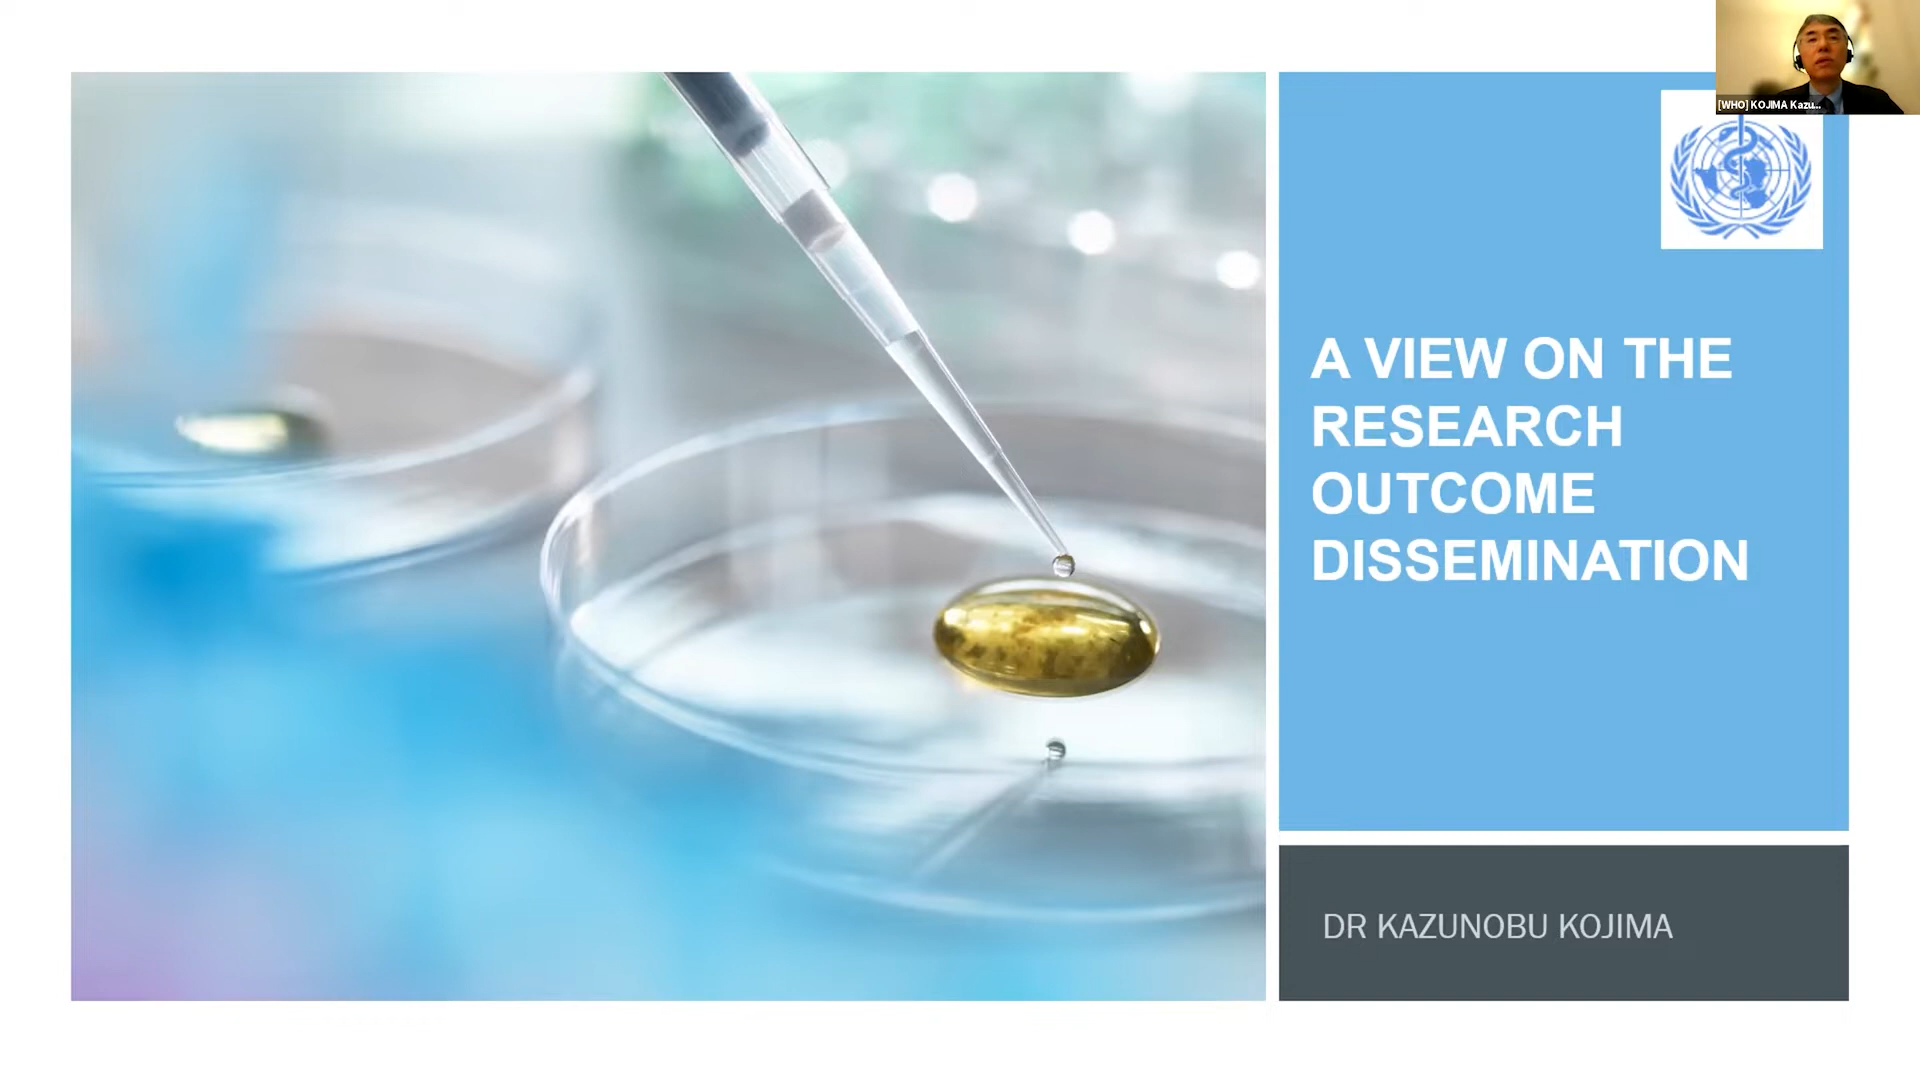 [WHO] KOJIMA Kazu...
A VIEW ON THE
RESEARCH
OUTCOME
DISSEMINATION
DR KAZUNOBU KOJIMA